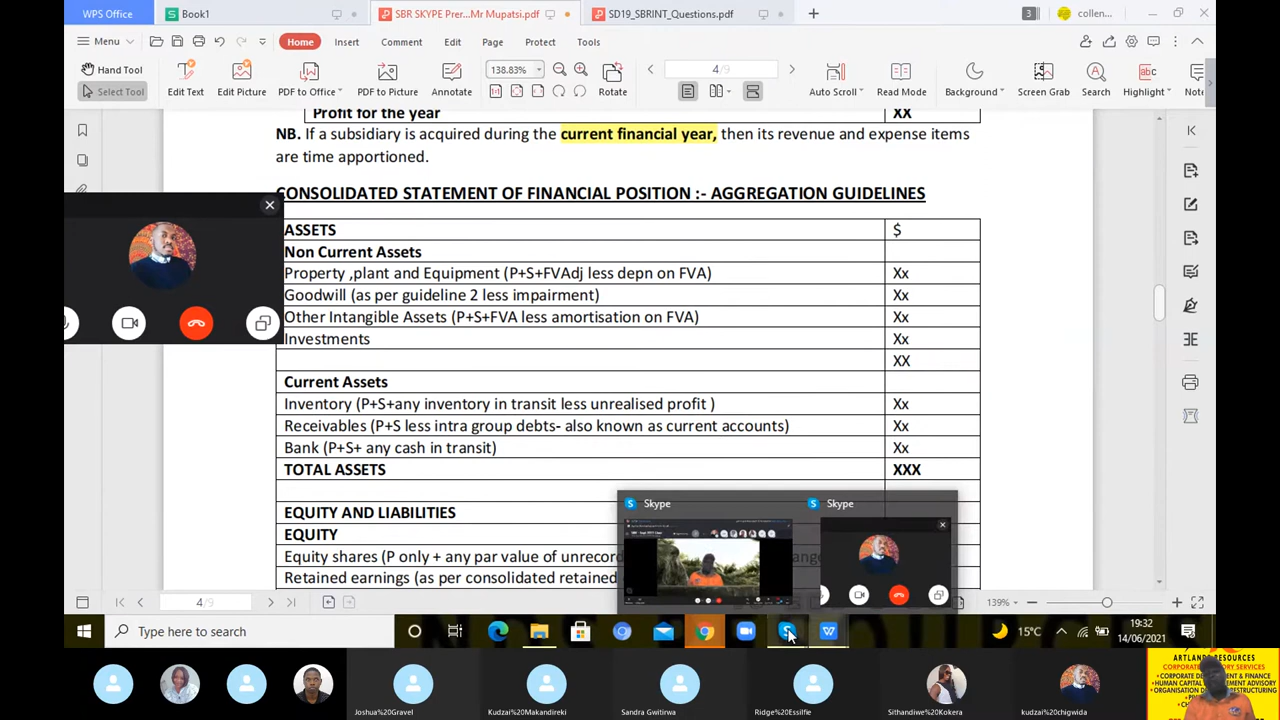 WPS Office
Book1
SBR SKYPE Prer...Mr Mupatsi.pdf
SD19_SBRINT_Questions.pdf
3
collen...
Menu
Home
Insert
Comment
Edit
Page
Protect
Tools
Hand Tool
Select Tool
Edit Text
Edit Picture
PDF to Office
PDF to Picture
Annotate
138.83%
Rotate
4/9
Auto Scroll
Read Mode
Background
Screen Grab
Search
Highlight
Note
Profit for the year XX
NB. If a subsidiary is acquired during the current financial year, then its revenue and expense items
are time apportioned.
CONSOLIDATED STATEMENT OF FINANCIAL POSITION :- AGGREGATION GUIDELINES
ASSETS $
Non Current Assets
Property ,plant and Equipment (P+S+FVAdj less depn on FVA) Xx
Goodwill (as per guideline 2 less impairment) Xx
Other Intangible Assets (P+S+FVA less amortisation on FVA) Xx
Investments Xx
XX
Current Assets
Inventory (P+S+any inventory in transit less unrealised profit ) Xx
Receivables (P+S less intra group debts- also known as current accounts) Xx
Bank (P+S+ any cash in transit) Xx
TOTAL ASSETS XXX
EQUITY AND LIABILITIES
EQUITY
Equity shares (P only + any par value of unrecord
Retained earnings (as per consolidated retained
Skype
Skype
4/9
139%
Type here to search
15°C
19:32
14/06/2021
Joshua%20Gravel
Kudzai%20Makandireki
Sandra Gwitirwa
Ridge%20Essilfie
Sithandiwe%20Kokera
kudzai%20chigwida
ARTLANDS RESOURCES